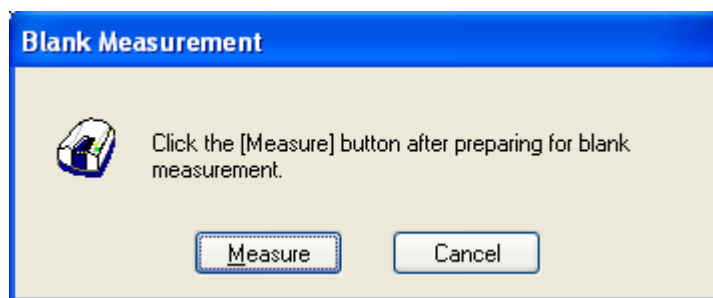 Blank Measurement
Click the [Measure] button after preparing for blank
measurement.
Measure
Cancel